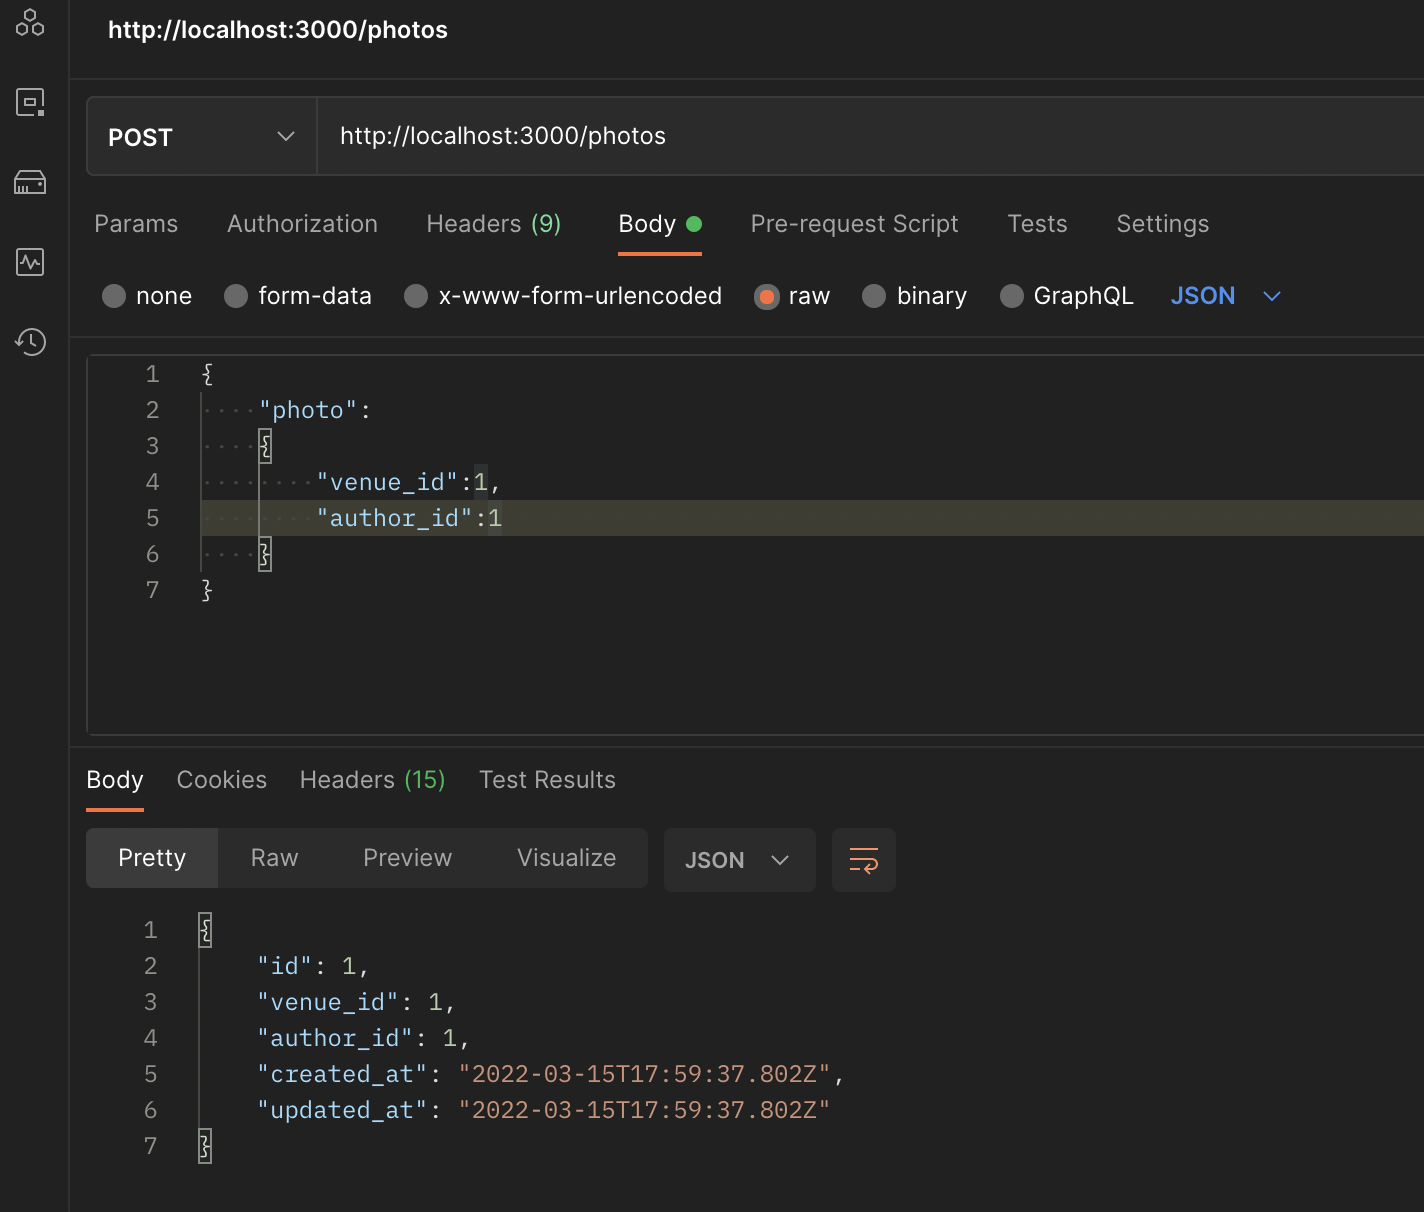 http://localhost:3000/photos
POST http://localhost:3000/photos
Params Authorization Headers (9) Body Pre-request Script Tests Settings
none form-data x-www-form-urlencoded raw binary GraphQL JSON
1 {
2 "photo":
3 {
4 "venue_id":1,
5 "author_id":1
6 }
7 }
Body Cookies Headers (15) Test Results
Pretty Raw Preview Visualize JSON
1 {
2 "id": 1,
3 "venue_id": 1,
4 "author_id": 1,
5 "created_at": "2022-03-15T17:59:37.802Z",
6 "updated_at": "2022-03-15T17:59:37.802Z"
7 }